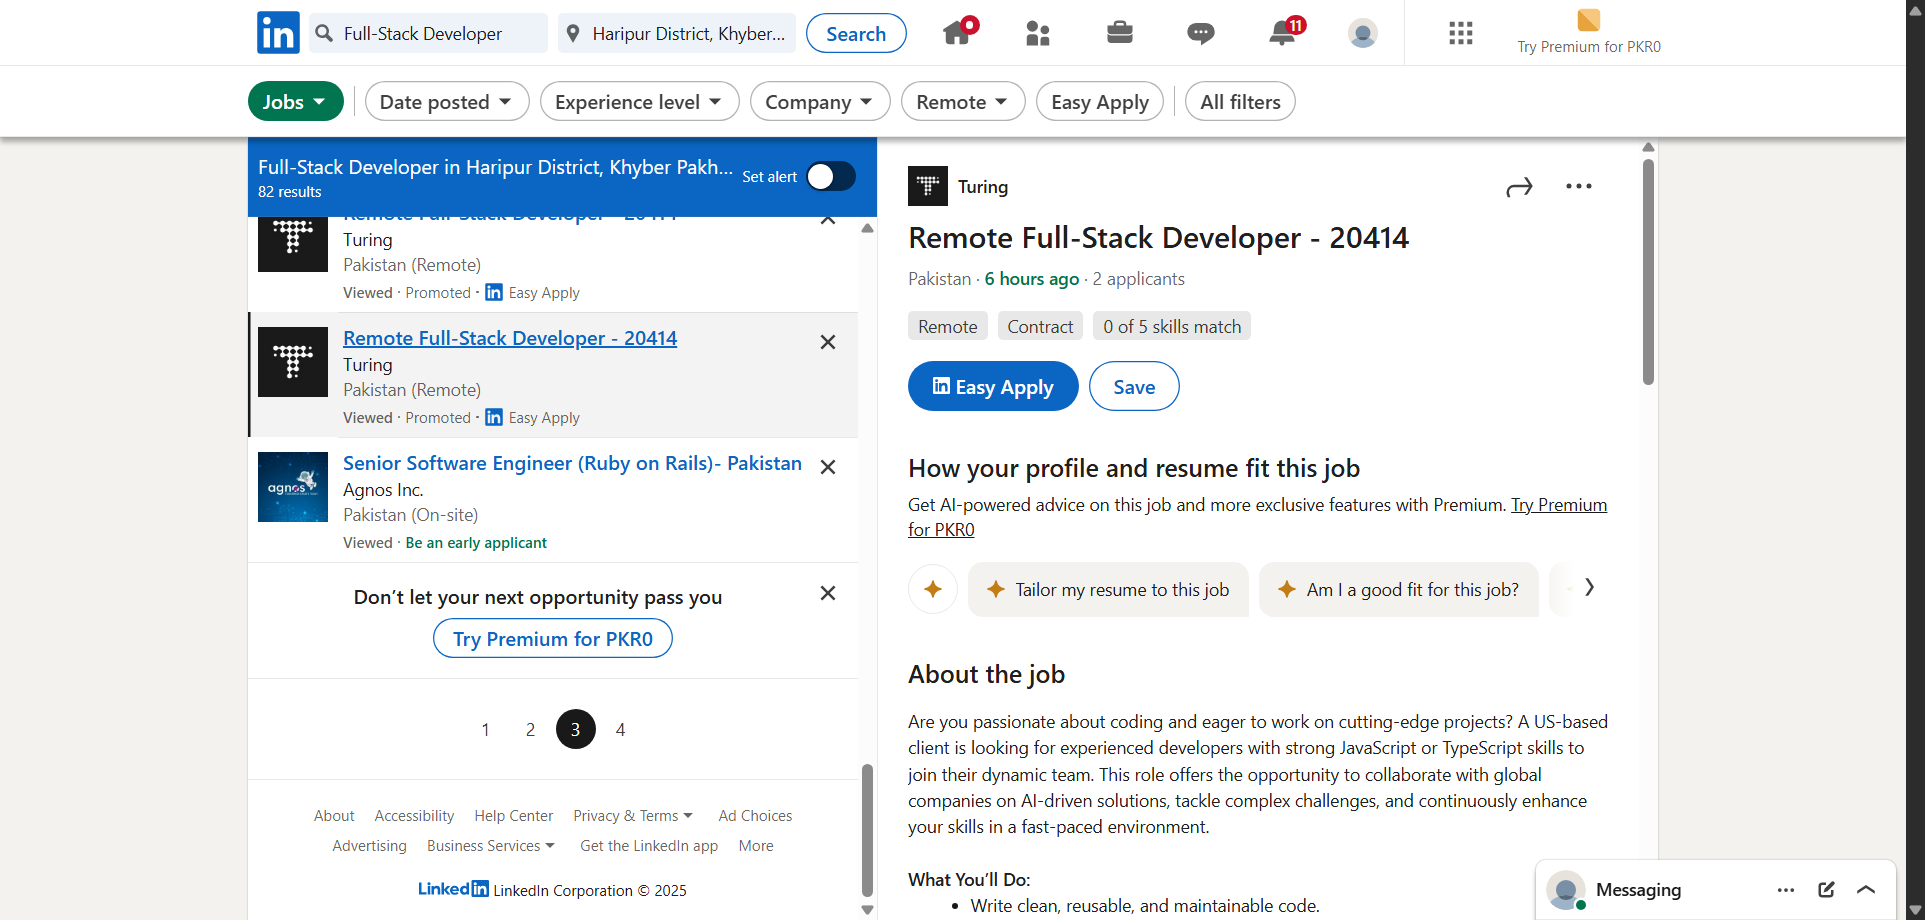 Full-Stack Developer
Haripur District, Khyber...
Search
11
Try Premium for PKR0
Jobs
Date posted
Experience level
Company
Remote
Easy Apply
All filters
Full-Stack Developer in Haripur District, Khyber Pakh...
82 results
Set alert
Remote Full-Stack Developer - 20414
Turing
Pakistan (Remote)
Viewed · Promoted · in Easy Apply
Remote Full-Stack Developer - 20414
Turing
Pakistan (Remote)
Viewed · Promoted · in Easy Apply
agnos
Senior Software Engineer (Ruby on Rails)- Pakistan
Agnos Inc.
Pakistan (On-site)
Viewed · Be an early applicant
Don’t let your next opportunity pass you
Try Premium for PKR0
1 2 3 4
About Accessibility Help Center Privacy & Terms Ad Choices
Advertising Business Services Get the LinkedIn app More
LinkedIn LinkedIn Corporation © 2025
Turing
Remote Full-Stack Developer - 20414
Pakistan · 6 hours ago · 2 applicants
Remote Contract 0 of 5 skills match
in Easy Apply Save
How your profile and resume fit this job
Get AI-powered advice on this job and more exclusive features with Premium. Try Premium
for PKR0
Tailor my resume to this job Am I a good fit for this job?
About the job
Are you passionate about coding and eager to work on cutting-edge projects? A US-based
client is looking for experienced developers with strong JavaScript or TypeScript skills to
join their dynamic team. This role offers the opportunity to collaborate with global
companies on AI-driven solutions, tackle complex challenges, and continuously enhance
your skills in a fast-paced environment.
What You’ll Do:
• Write clean, reusable, and maintainable code.
Messaging